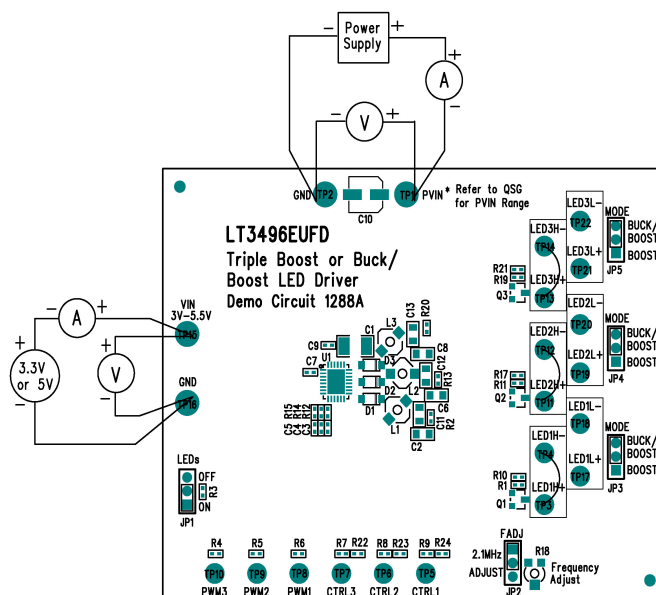 Power
Supply
− +
+
A
−
− V +
GND TP2 C10 TP1 PVIN * Refer to QSG
for PVIN Range
LT3496EUFD
Triple Boost or Buck/
Boost LED Driver
Demo Circuit 1288A
VIN
3V-5.5V
TP15
− A +
+
3.3V
or 5V
−
+
V
−
GND
TP16
LEDs
OFF
ON
R3
JP1
C9
C1
L3
C13
R20
C8
C7
U1
D3
C12
R13
D2
L2
D1
L1
C6
C11
R2
C2
R15
R14
R12
C5
C4
C3
LED3L-
TP22
LED3L+
TP21
LED3H-
TP14
LED3H+
TP13
R21
R19
Q3
MODE
BUCK/
BOOST
BOOST
JP5
LED2L-
TP20
LED2L+
TP19
LED2H-
TP12
LED2H+
TP11
R17
R11
Q2
MODE
BUCK/
BOOST
BOOST
JP4
LED1L-
TP18
LED1L+
TP17
LED1H-
TP4
LED1H+
TP3
R10
R1
Q1
MODE
BUCK/
BOOST
BOOST
JP3
R4 R5 R6 R7 R22 R8 R23 R9 R24
TP10 TP9 TP8 TP7 TP6 TP5
PWM3 PWM2 PWM1 CTRL3 CTRL2 CTRL1
FADJ
2.1MHz
ADJUST
JP2
R18
Frequency
Adjust